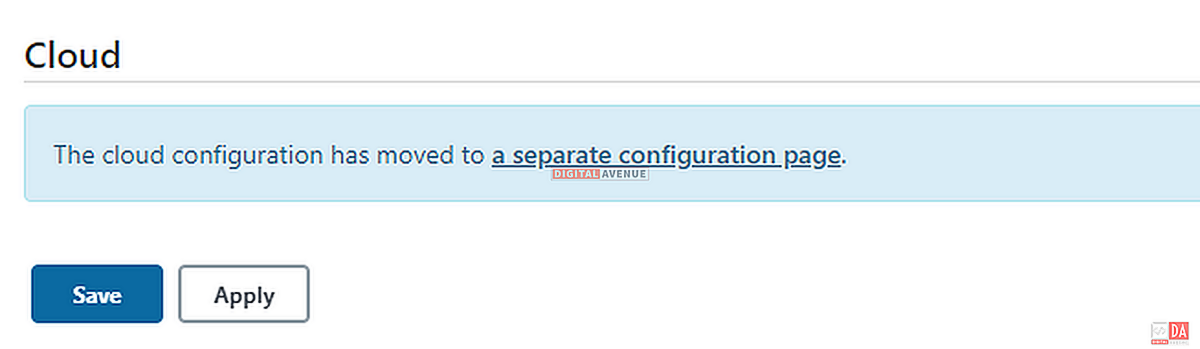 Cloud
The cloud configuration has moved to a separate configuration page.
DIGITAL AVENUE
Save
Apply
DA